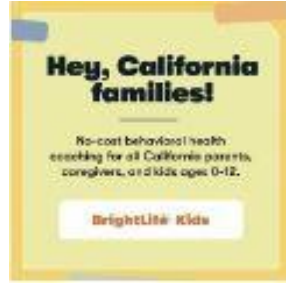 Hey, California
families!
No-cost behavioral health
coaching for all California parents,
caregivers, and kids ages 0-12.
BrightLife Kids